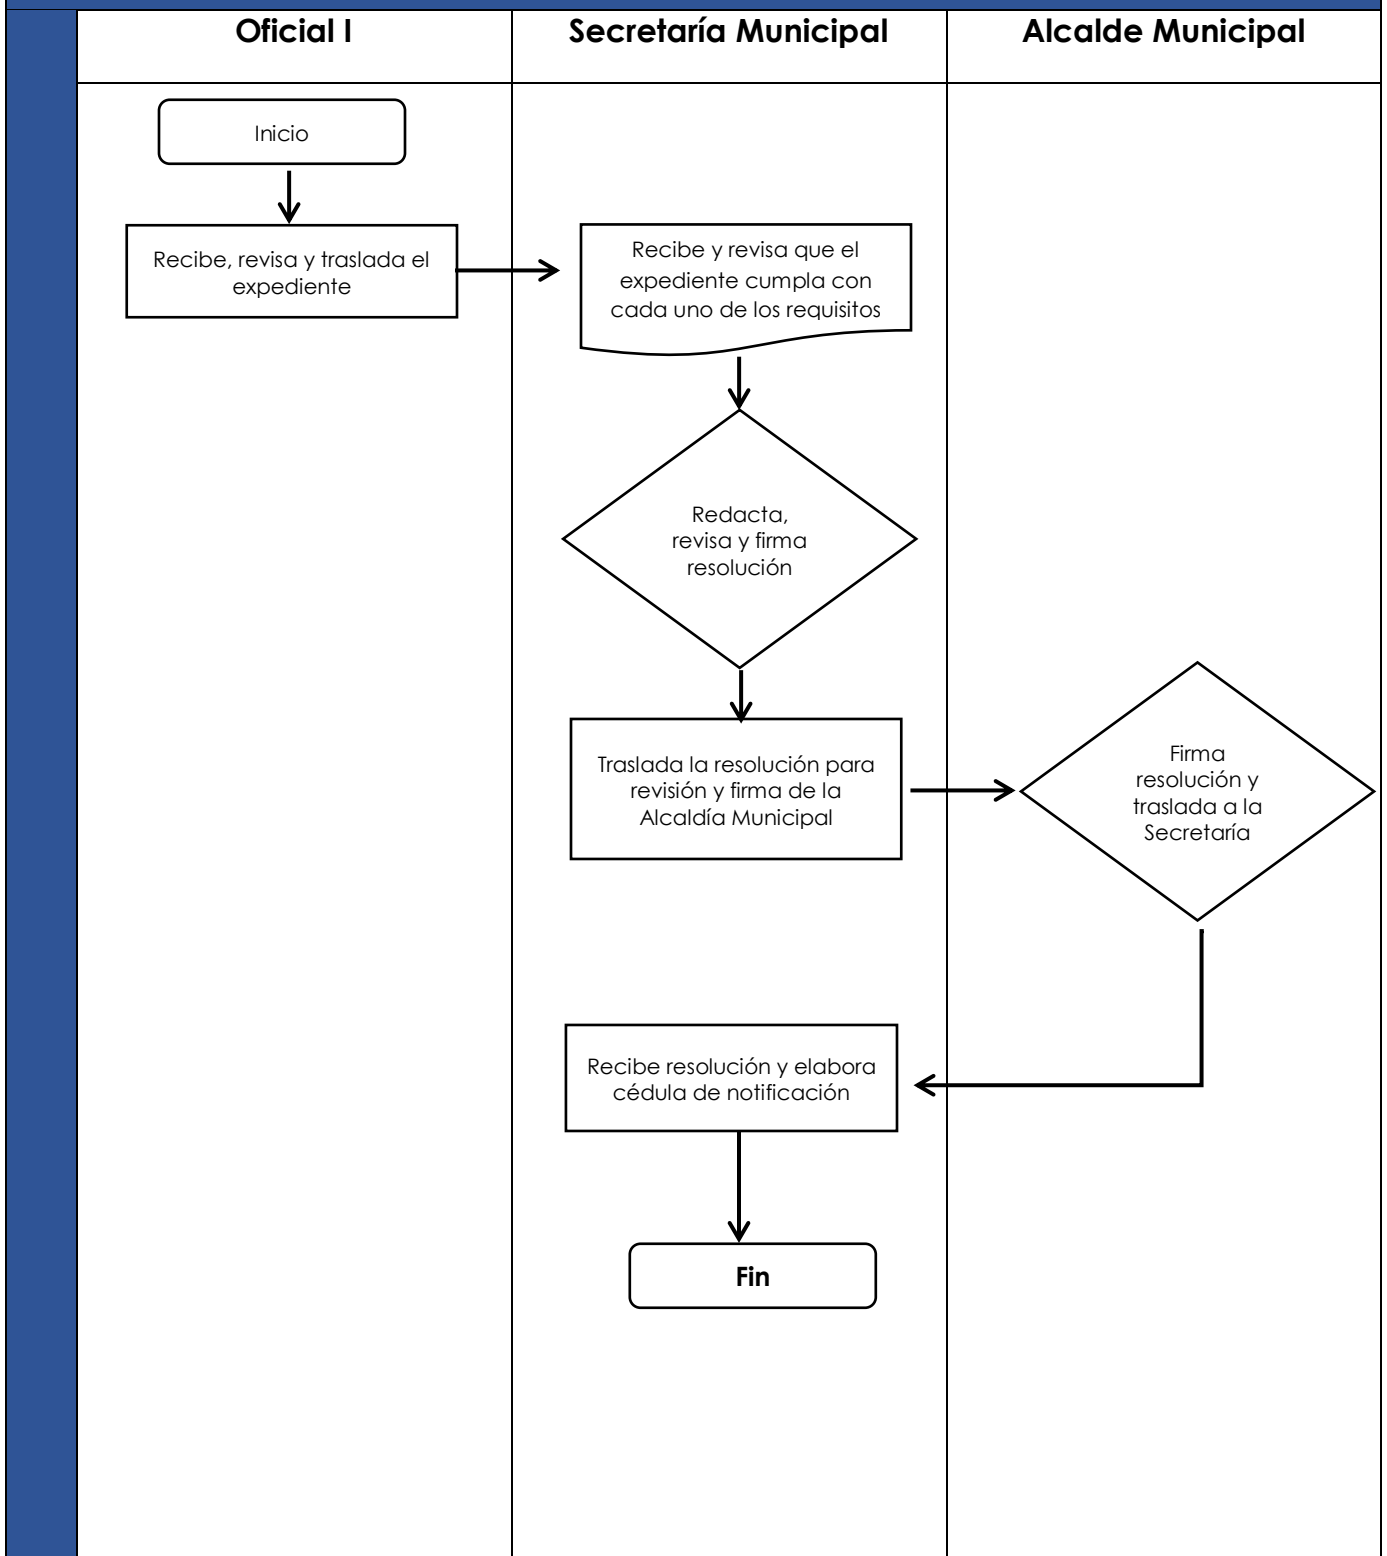 Oficial I
Secretaría Municipal
Alcalde Municipal
Inicio
Recibe, revisa y traslada el
expediente
Recibe y revisa que el
expediente cumpla con
cada uno de los requisitos
Redacta,
revisa y firma
resolución
Traslada la resolución para
revisión y firma de la
Alcaldía Municipal
Firma
resolución y
traslada a la
Secretaría
Recibe resolución y elabora
cédula de notificación
Fin